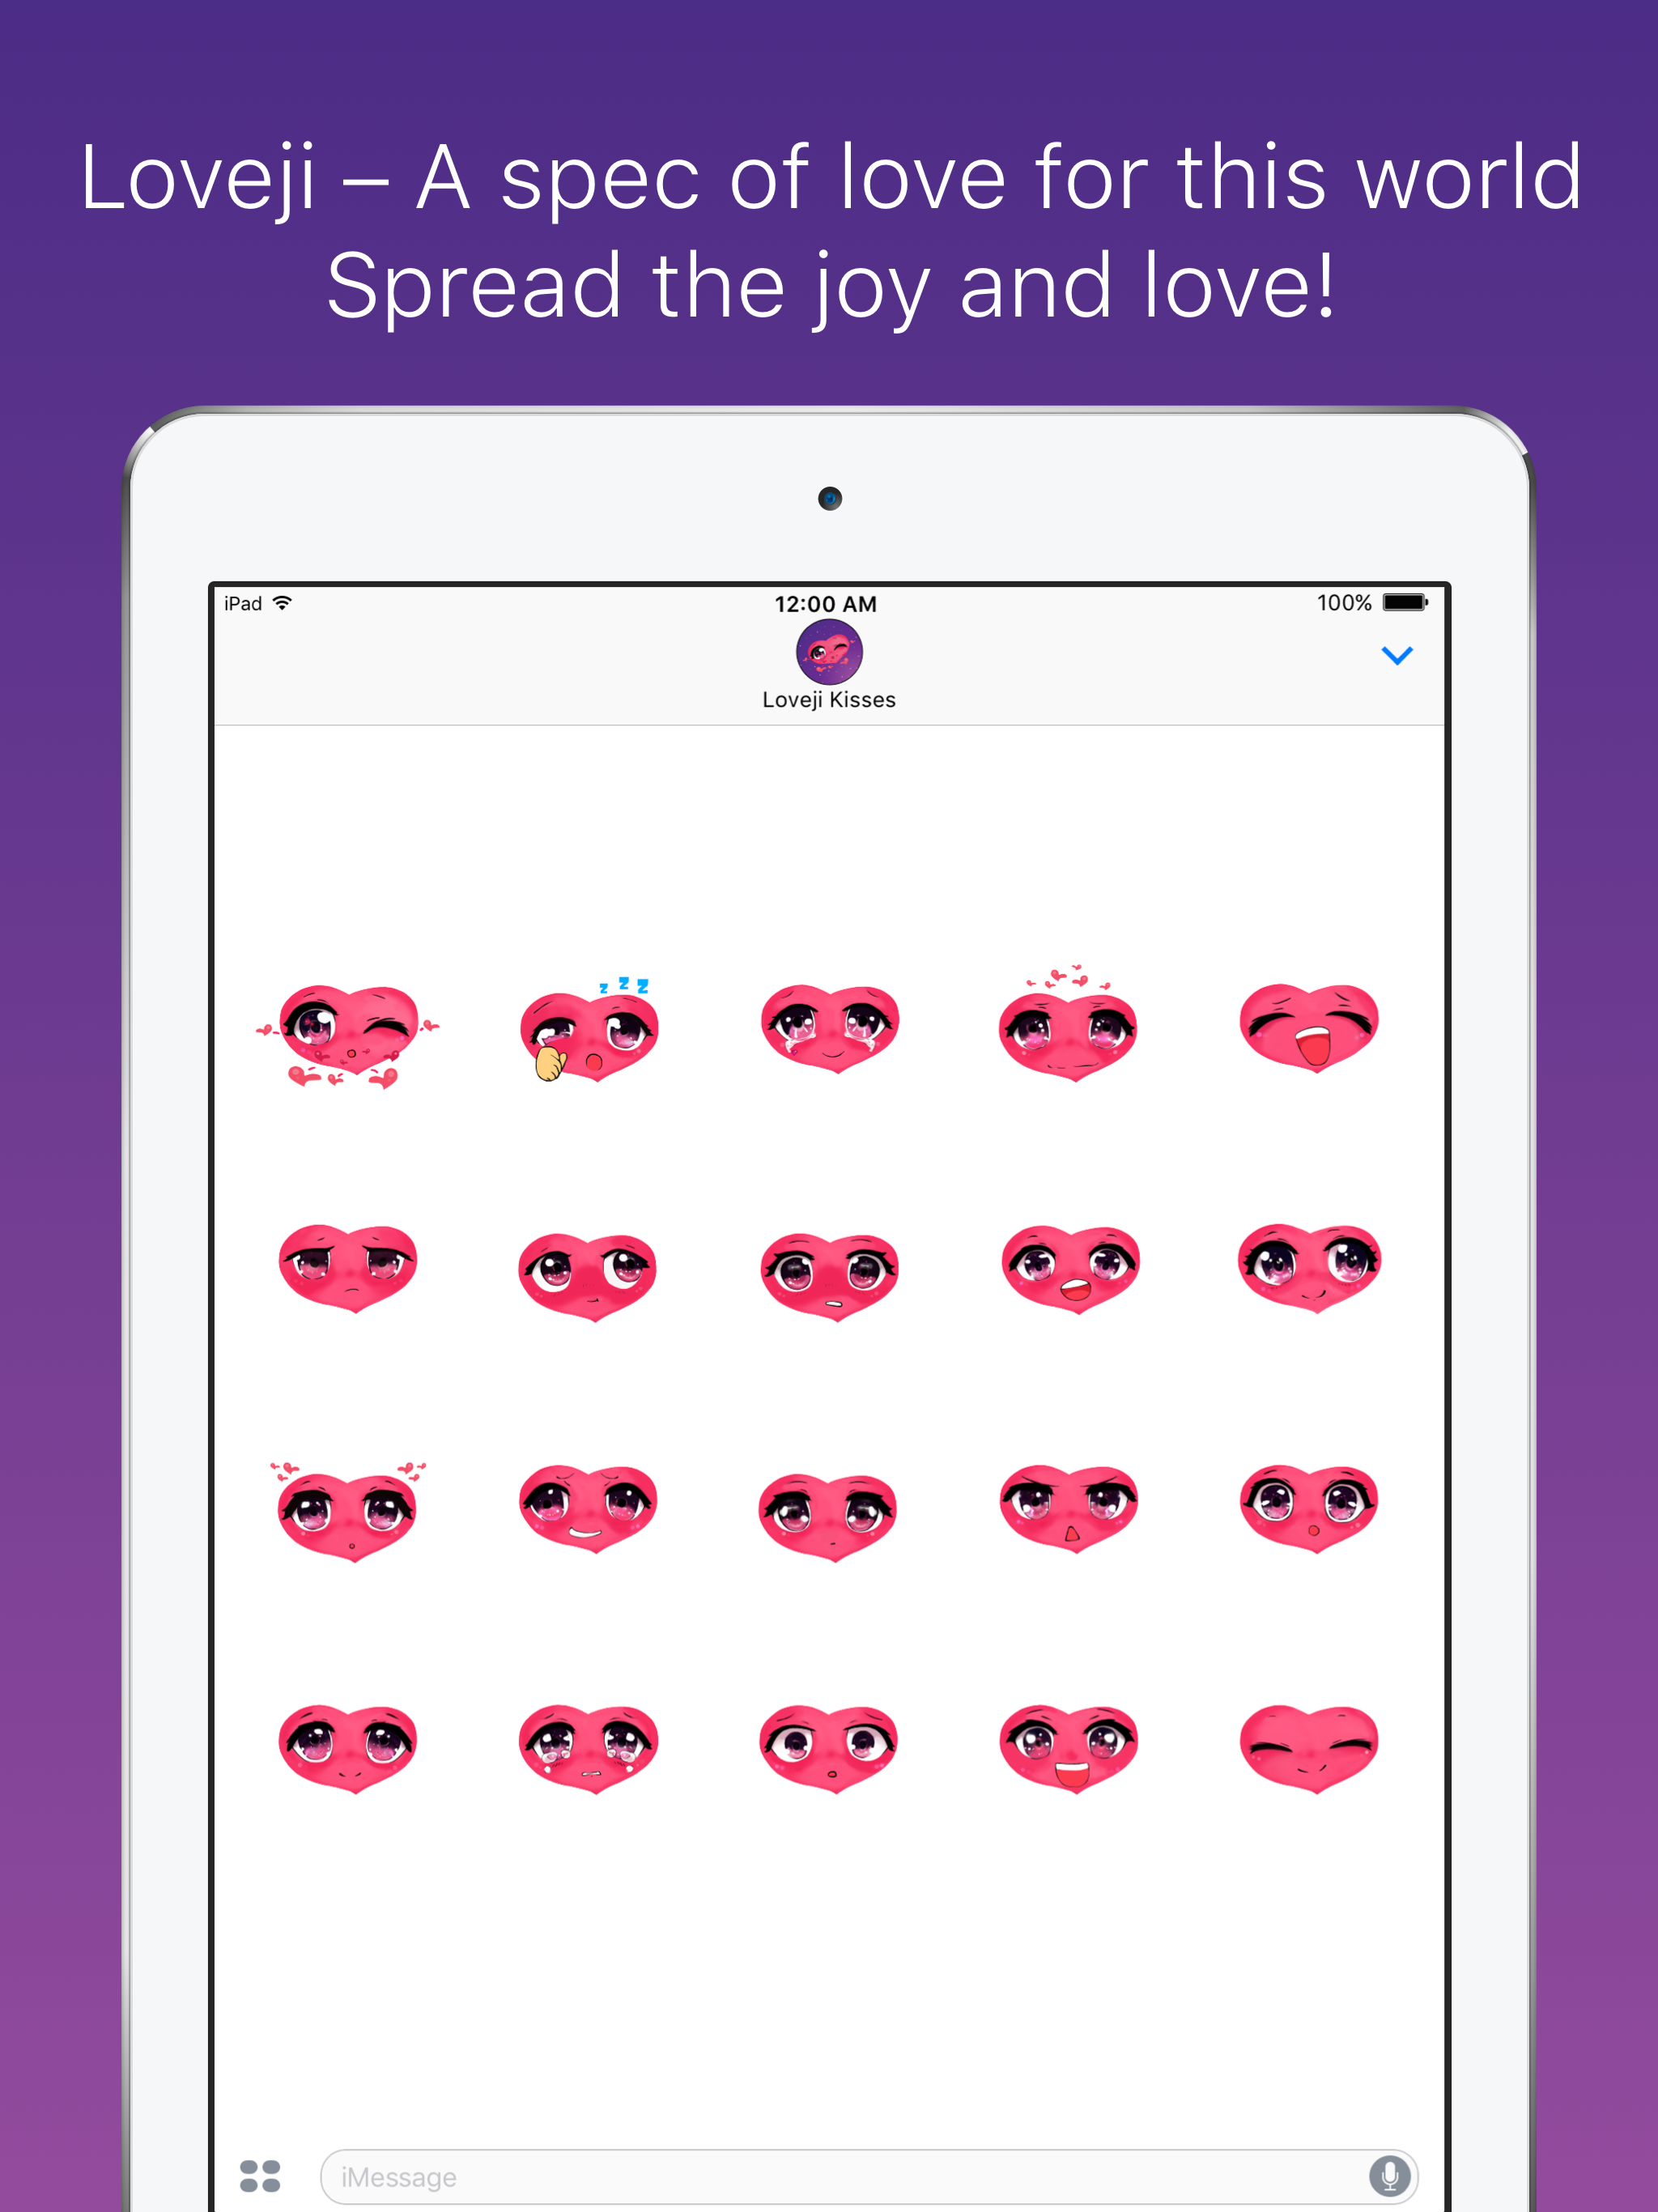 Loveji – A spec of love for this world
Spread the joy and love!
iPad 12:00 AM 100%
Loveji Kisses
z z z
iMessage